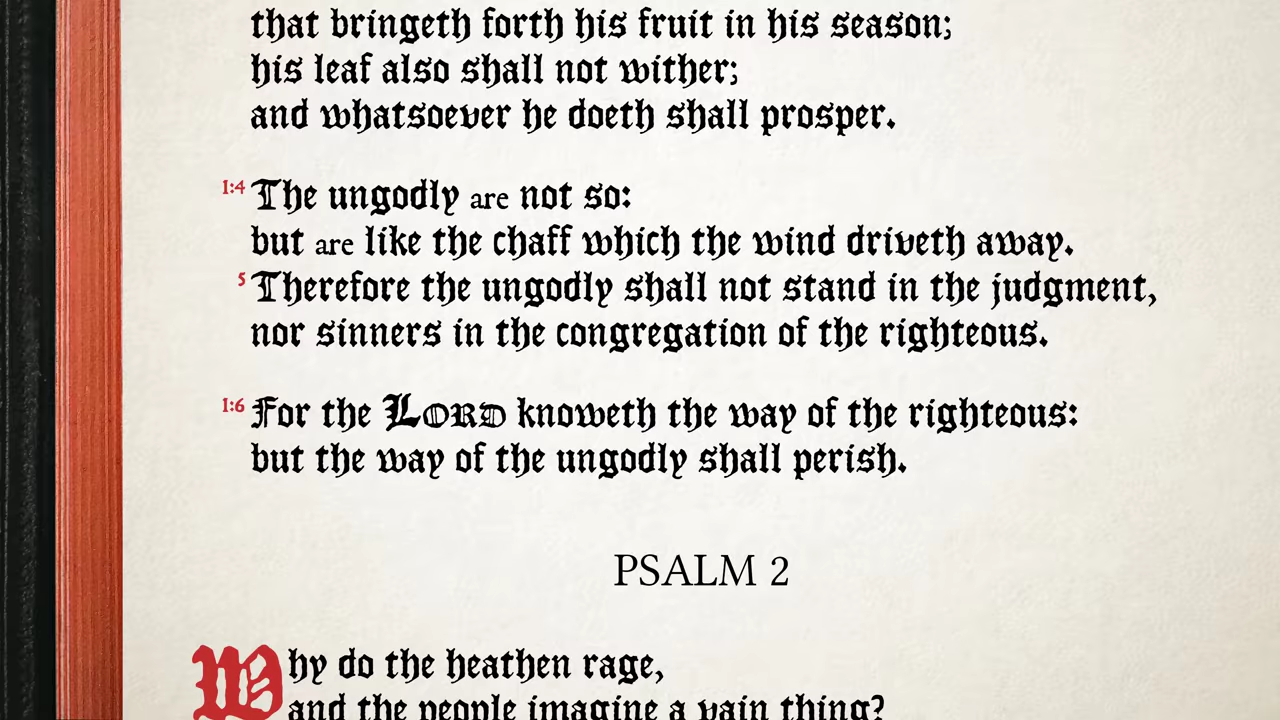 that bringeth forth his fruit in his season;
his leaf also shall not wither;
and whatsoever he doeth shall prosper.
1:4 The ungodly are not so:
but are like the chaff which the wind driveth away.
5 Therefore the ungodly shall not stand in the judgment,
nor sinners in the congregation of the righteous.
1:6 For the LORD knoweth the way of the righteous:
but the way of the ungodly shall perish.
PSALM 2
Why do the heathen rage,
and the people imagine a vain thing?